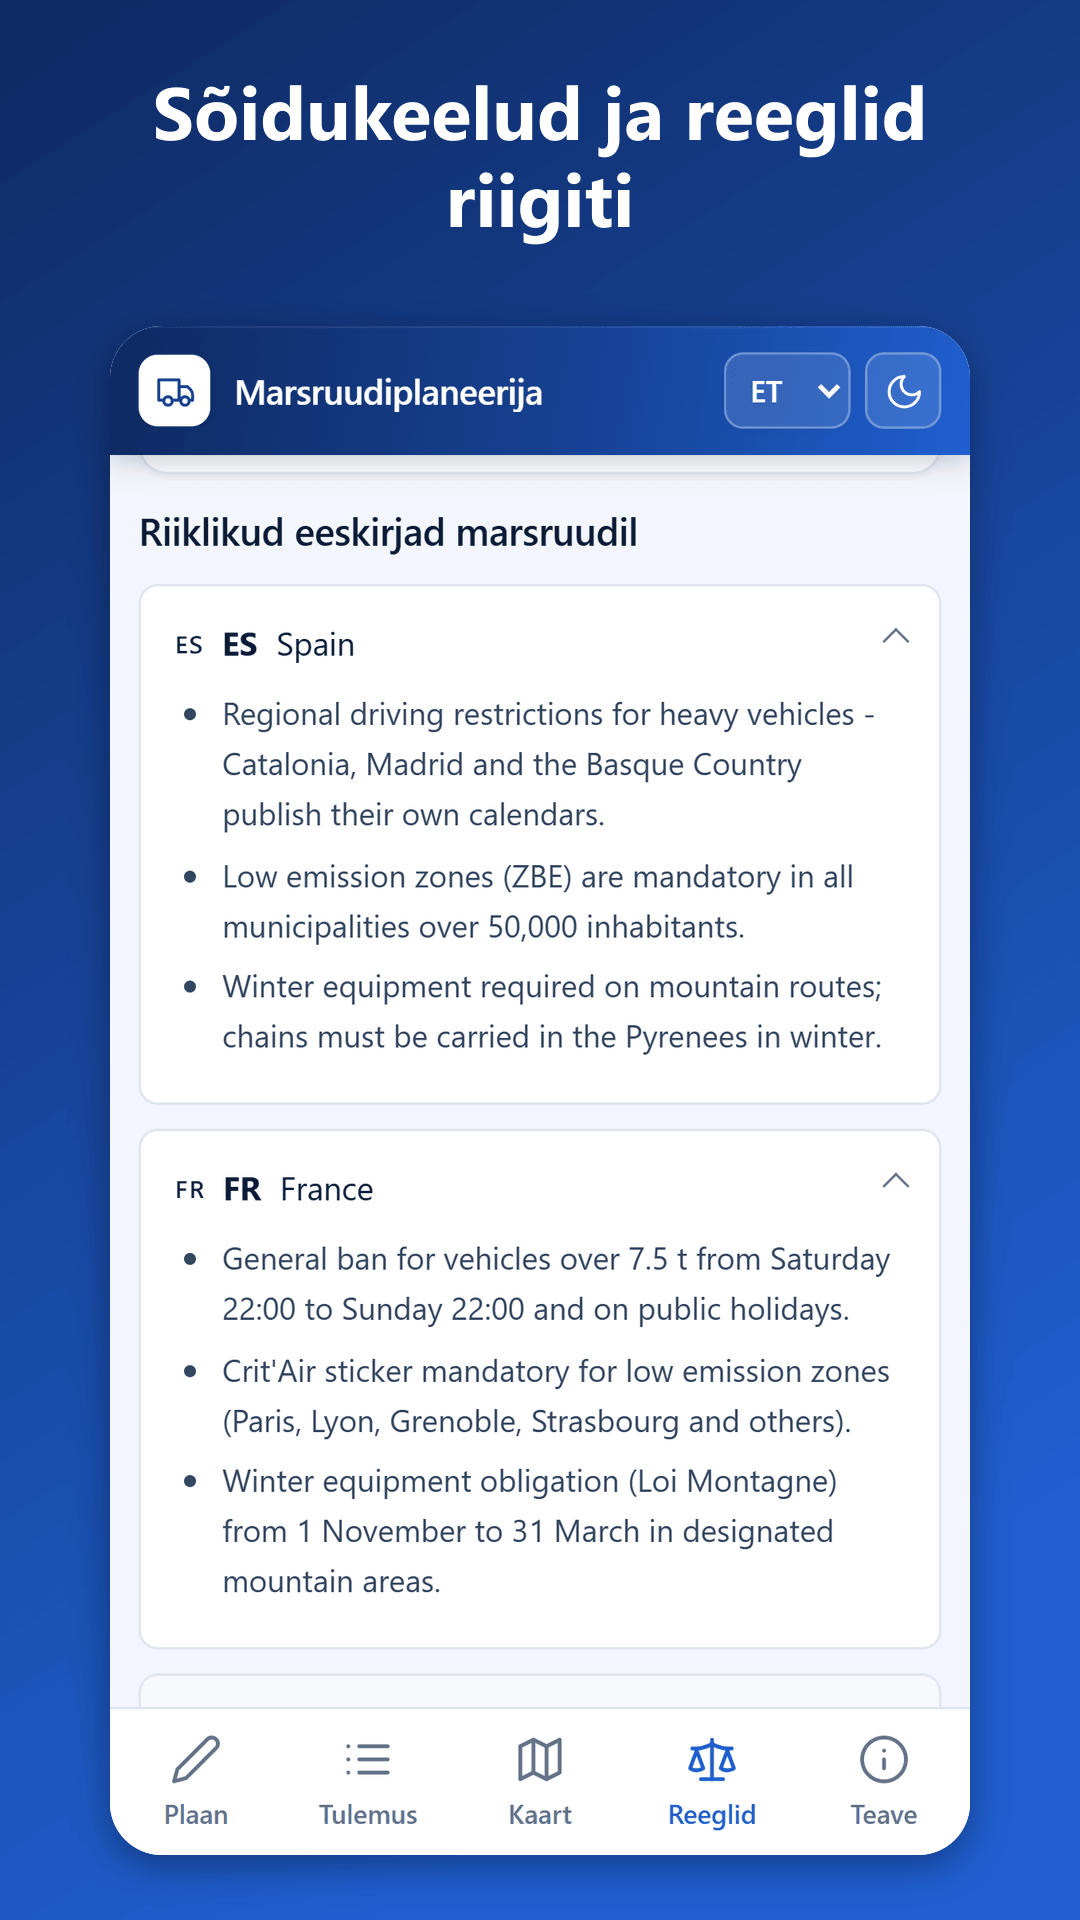 Sõidukeelud ja reeglid
riigiti
Marsruudiplaneerija
ET
Riiklikud eeskirjad marsruudil
ES ES Spain
• Regional driving restrictions for heavy vehicles -
Catalonia, Madrid and the Basque Country
publish their own calendars.
• Low emission zones (ZBE) are mandatory in all
municipalities over 50,000 inhabitants.
• Winter equipment required on mountain routes;
chains must be carried in the Pyrenees in winter.
FR FR France
• General ban for vehicles over 7.5 t from Saturday
22:00 to Sunday 22:00 and on public holidays.
• Crit'Air sticker mandatory for low emission zones
(Paris, Lyon, Grenoble, Strasbourg and others).
• Winter equipment obligation (Loi Montagne)
from 1 November to 31 March in designated
mountain areas.
Plaan Tulemus Kaart Reeglid Teave